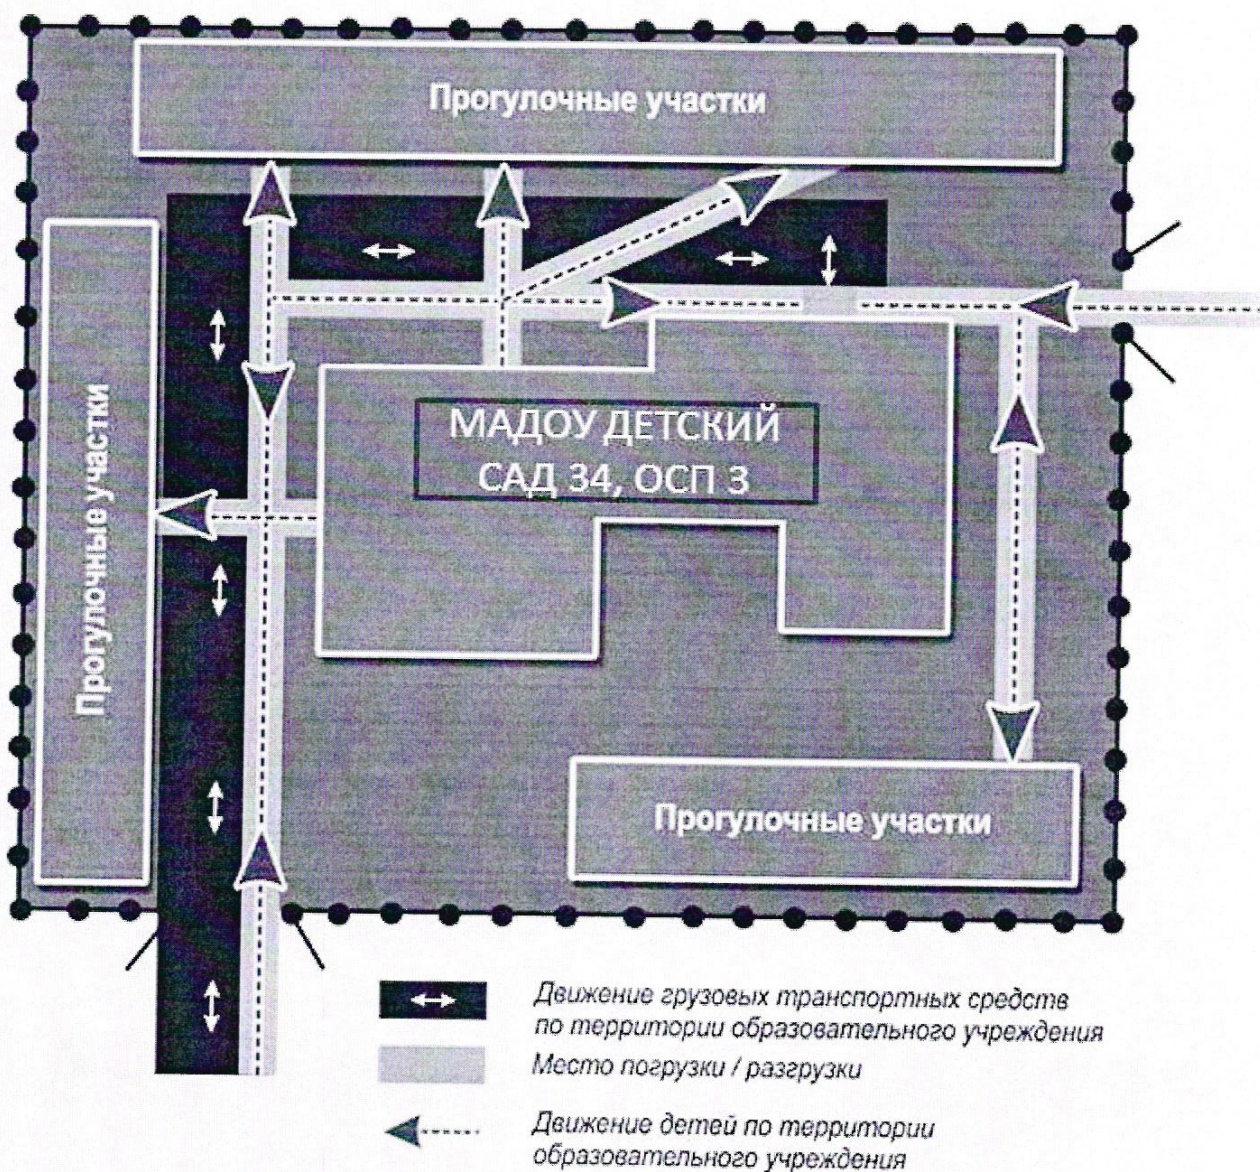 Прогулочные участки
Прогулочные участки
МАДОУ ДЕТСКИЙ
САД 34, ОСП 3
Прогулочные участки
Движение грузовых транспортных средств
по территории образовательного учреждения
Место погрузки / разгрузки
Движение детей по территории
образовательного учреждения